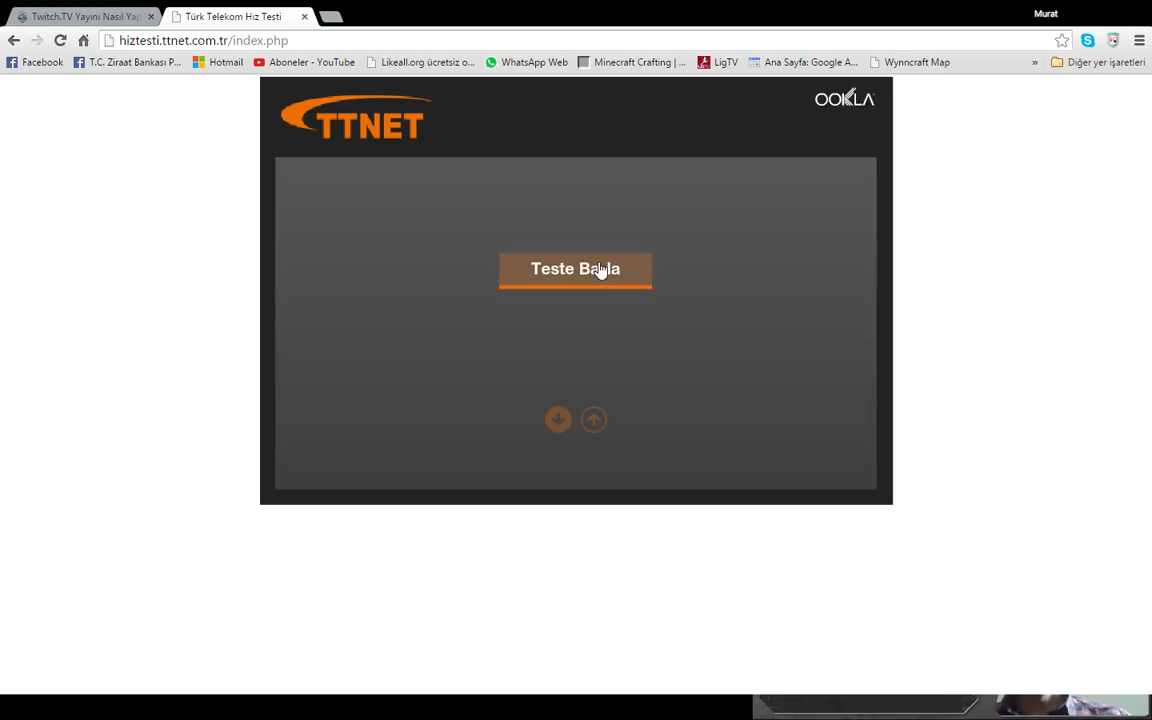 Twitch.TV Yayını Nasıl Yap
Türk Telekom Hız Testi
Murat
hiztesti.ttnet.com.tr/index.php
Facebook
T.C. Ziraat Bankası P...
Hotmail
Aboneler - YouTube
Likeall.org ücretsiz o...
WhatsApp Web
Minecraft Crafting | ...
LigTV
Ana Sayfa: Google A...
Wynncraft Map
»
Diğer yer işaretleri
TTNET
OOKLA
Teste